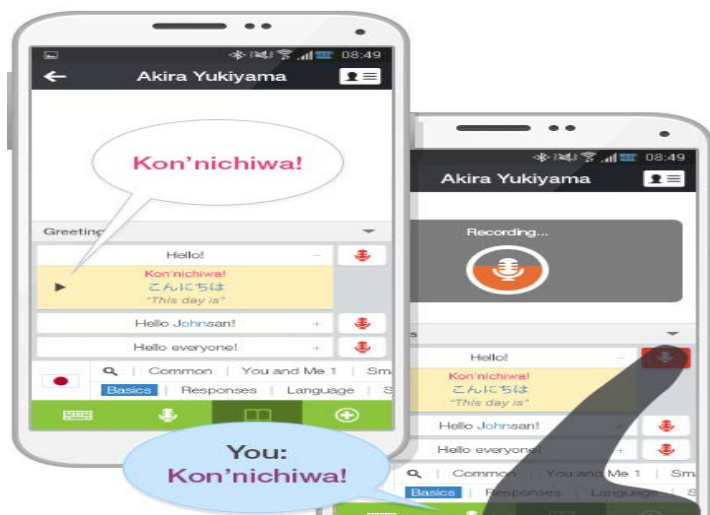 08:49
Akira Yukiyama
Kon'nichiwa!
Greeting
Hello!
Kon'nichiwa!
こんにちは
"This day is"
Hello Johnsan!
Hello everyone!
Common | You and Me 1 | Sma
Basics | Responses | Language | S
You:
Kon'nichiwa!
08:49
Akira Yukiyama
Recording...
s
Hello!
Kon'nichiwa!
こんにちは
"This day is"
Hello Johnsan!
Hello everyone!
Common | You and Me 1 | Sm
Basics | Responses | Language | S